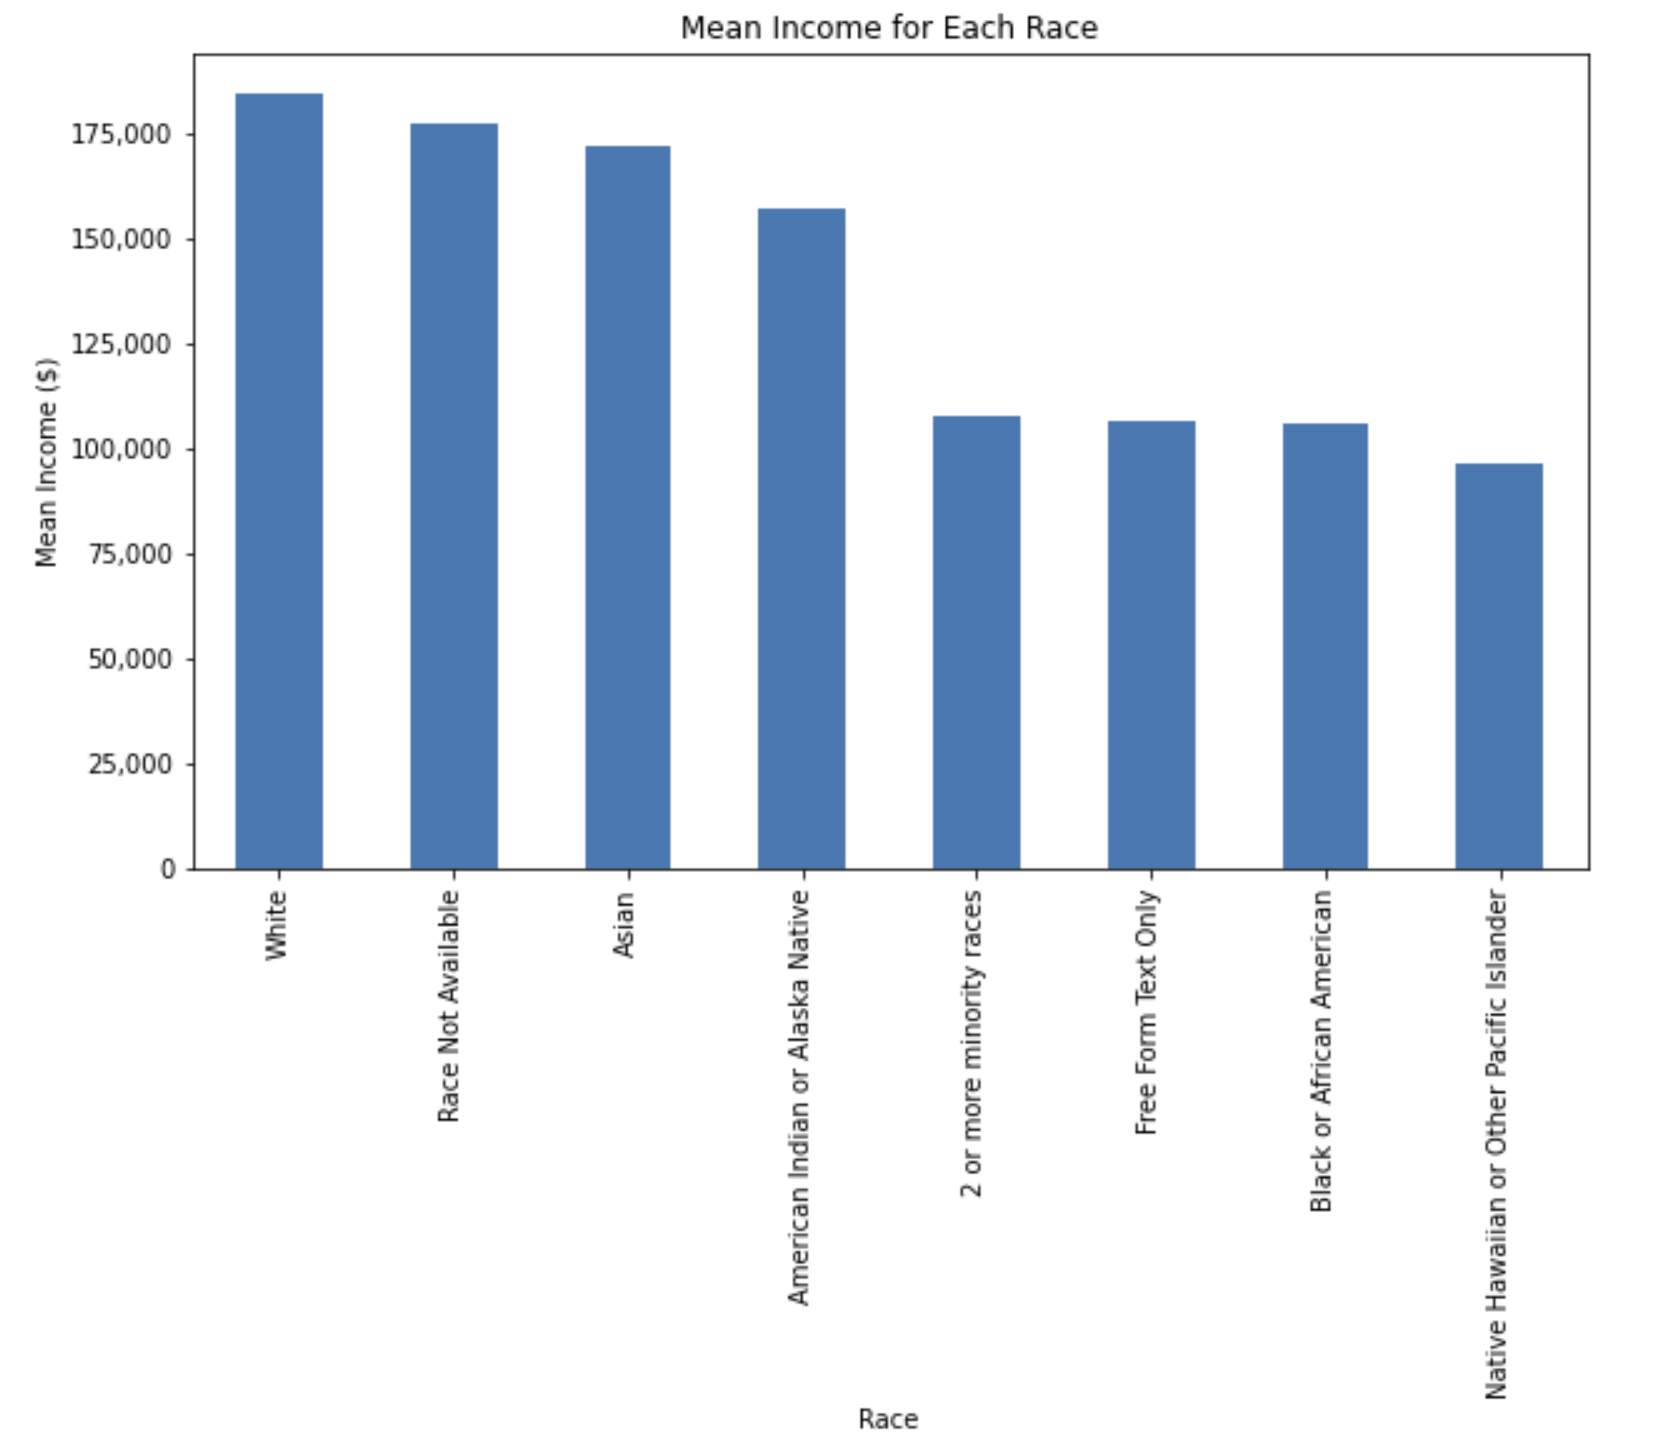 Mean Income for Each Race
Mean Income ($)
175,000
150,000
125,000
100,000
75,000
50,000
25,000
0
White
Race Not Available
Asian
American Indian or Alaska Native
2 or more minority races
Free Form Text Only
Black or African American
Native Hawaiian or Other Pacific Islander
Race